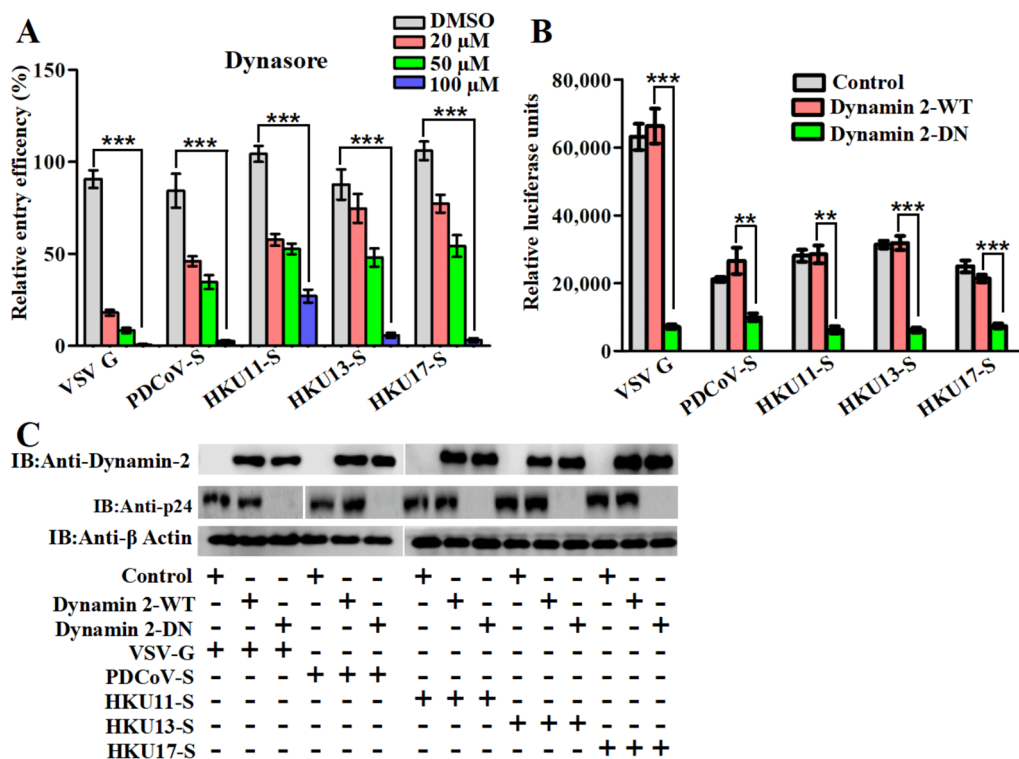 A
Dynasore
DMSO
20 µM
50 µM
100 µM
Relative entry efficency (%)
150
100
50
0
***
***
***
***
***
VSV G
PDCoV-S
HKU11-S
HKU13-S
HKU17-S
B
Control
Dynamin 2-WT
Dynamin 2-DN
Relative luciferase units
80,000
60,000
40,000
20,000
0
***
**
**
***
***
VSV G
PDCoV-S
HKU11-S
HKU13-S
HKU17-S
C
IB:Anti-Dynamin-2
IB:Anti-p24
IB:Anti-β Actin
Control + - - + - - + - - + - - + - -
Dynamin 2-WT - + - - + - - + - - + - - + -
Dynamin 2-DN - - + - - + - - + - - + - - +
VSV-G + + + - - - - - - - - - - - -
PDCoV-S - - - + + + - - - - - - - - -
HKU11-S - - - - - - + + + - - - - - -
HKU13-S - - - - - - - - - + + + - - -
HKU17-S - - - - - - - - - - - - + + +